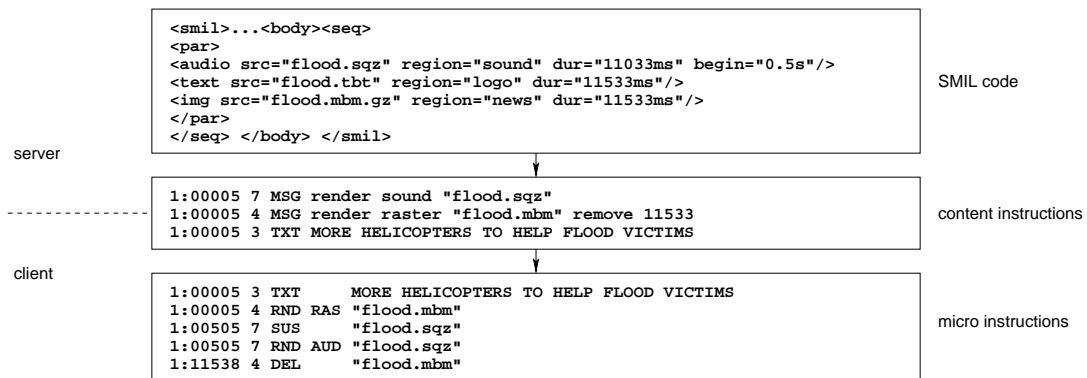 <smil>...<body><seq>
<par>
<audio src="flood.sqz" region="sound" dur="11033ms" begin="0.5s"/>
<text src="flood.tbt" region="logo" dur="11533ms"/>
<img src="flood.mbm.gz" region="news" dur="11533ms"/>
</par>
</seq> </body> </smil>
SMIL code
server
1:00005 7 MSG render sound "flood.sqz"
1:00005 4 MSG render raster "flood.mbm" remove 11533
1:00005 3 TXT MORE HELICOPTERS TO HELP FLOOD VICTIMS
content instructions
client
1:00005 3 TXT     MORE HELICOPTERS TO HELP FLOOD VICTIMS
1:00005 4 RND RAS "flood.mbm"
1:00505 7 SUS     "flood.sqz"
1:00505 7 RND AUD "flood.sqz"
1:11538 4 DEL     "flood.mbm"
micro instructions